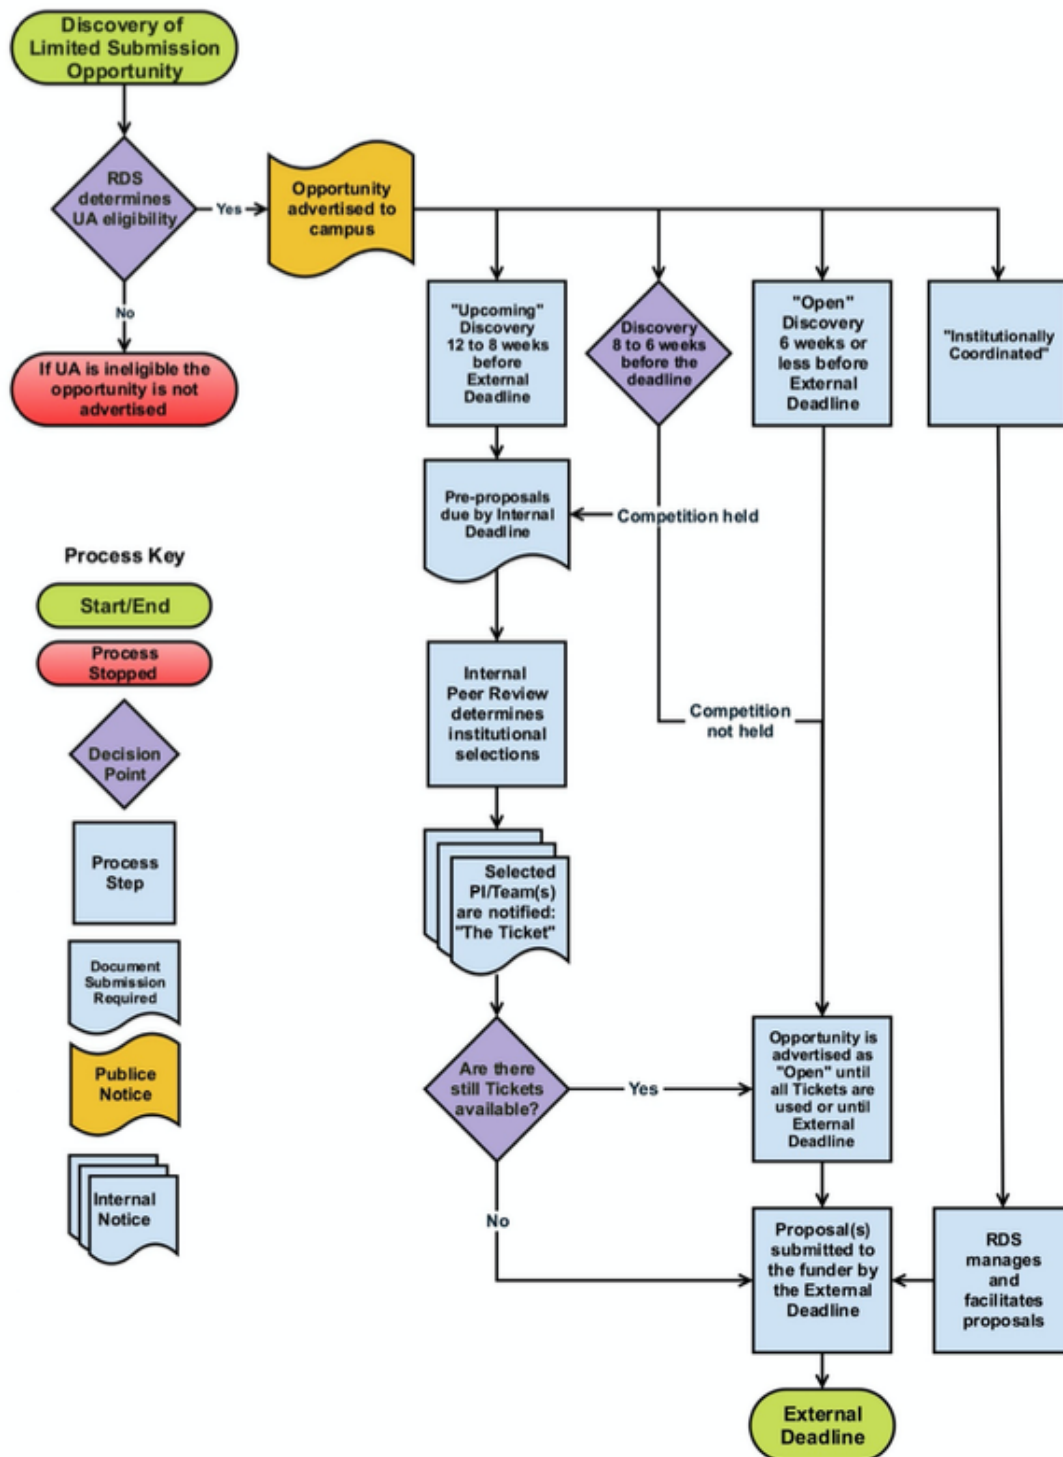 Discovery of
Limited Submission
Opportunity
RDS
determines
UA eligibility
Yes
Opportunity
advertised to
campus
No
If UA is ineligible the
opportunity is not
advertised
"Upcoming"
Discovery
12 to 8 weeks
before
External
Deadline
Discovery
8 to 6 weeks
before the
deadline
"Open"
Discovery
6 weeks or
less before
External
Deadline
"Institutionally
Coordinated"
Pre-proposals
due by Internal
Deadline
Competition held
Internal
Peer Review
determines
institutional
selections
Competition
not held
Selected
PI/Team(s)
are notified:
"The Ticket"
Are there
still Tickets
available?
Yes
Opportunity is
advertised as
"Open" until
all Tickets are
used or until
External
Deadline
No
Proposal(s)
submitted to
the funder by
the External
Deadline
RDS
manages
and
facilitates
proposals
External
Deadline
Process Key
Start/End
Process
Stopped
Decision
Point
Process
Step
Document
Submission
Required
Publice
Notice
Internal
Notice